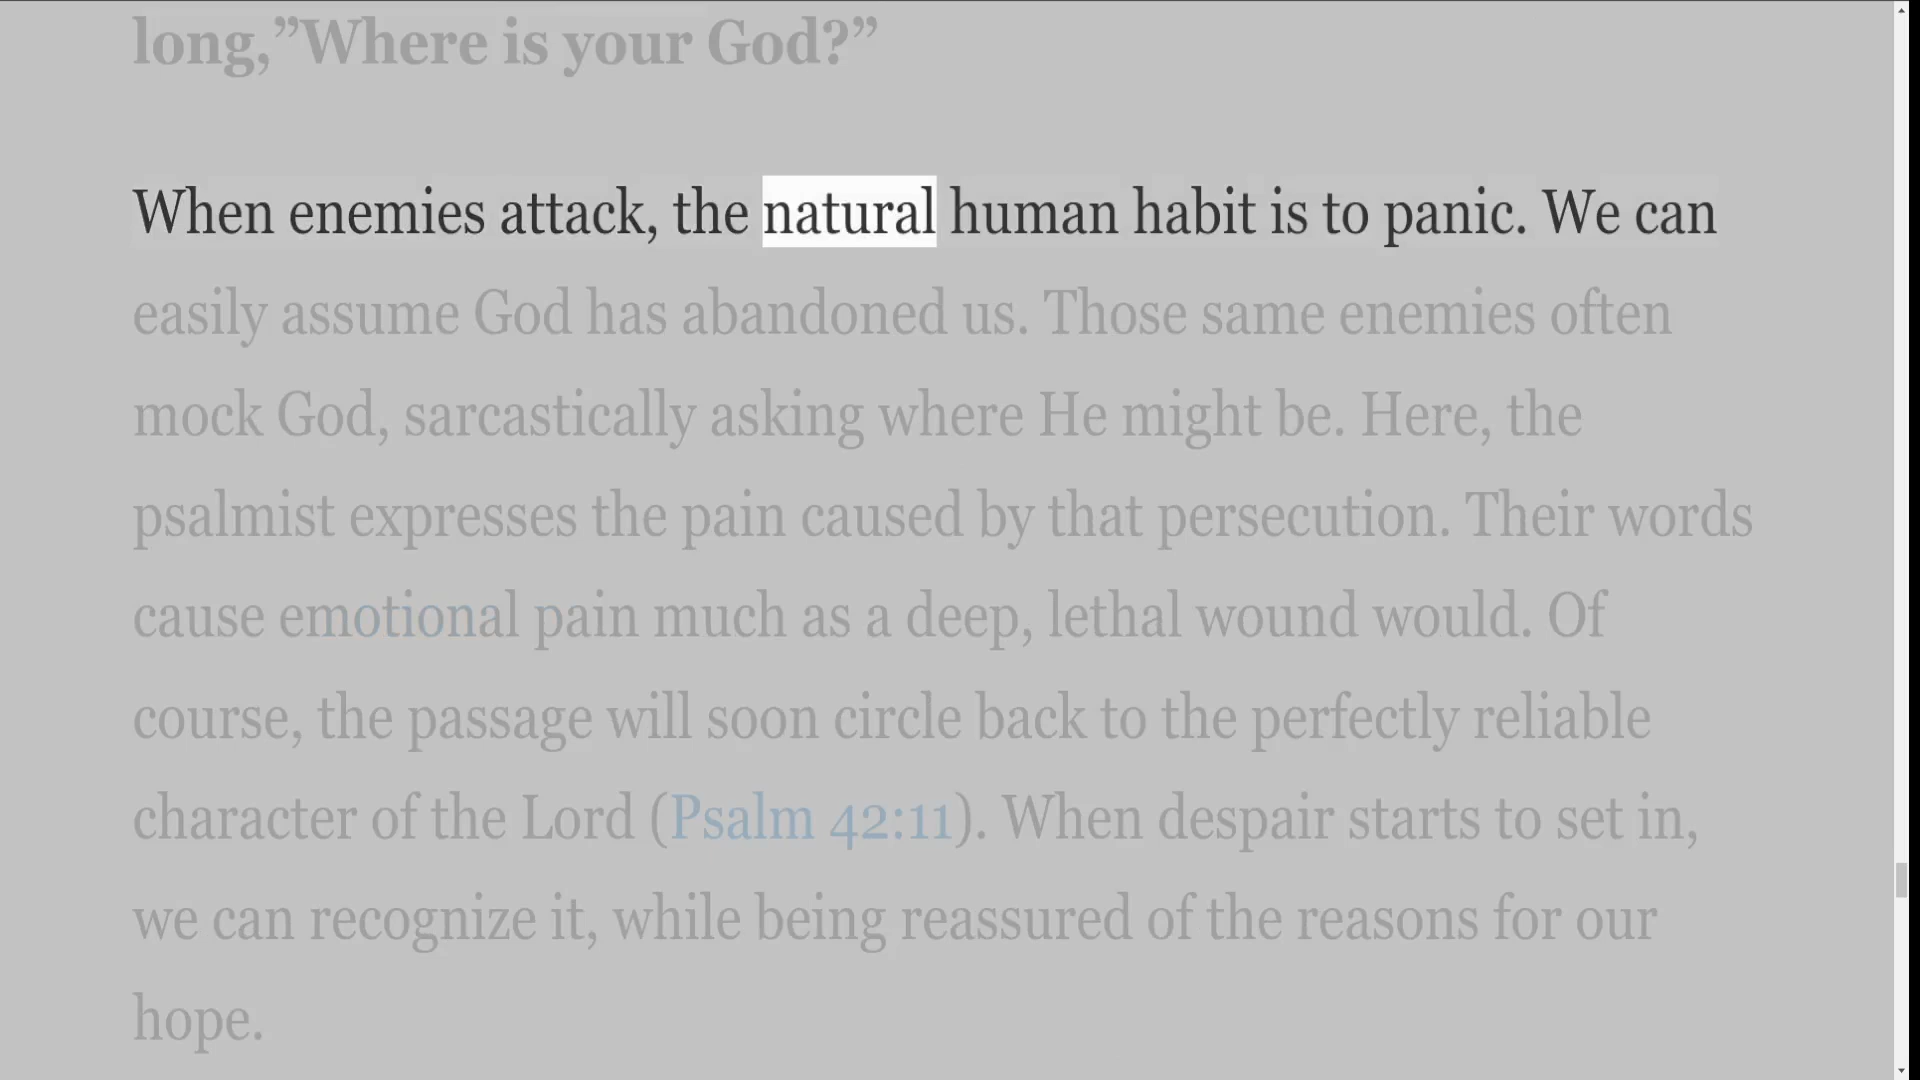 long,”Where is your God?”
When enemies attack, the natural human habit is to panic. We can
easily assume God has abandoned us. Those same enemies often
mock God, sarcastically asking where He might be. Here, the
psalmist expresses the pain caused by that persecution. Their words
cause emotional pain much as a deep, lethal wound would. Of
course, the passage will soon circle back to the perfectly reliable
character of the Lord (Psalm 42:11). When despair starts to set in,
we can recognize it, while being reassured of the reasons for our
hope.